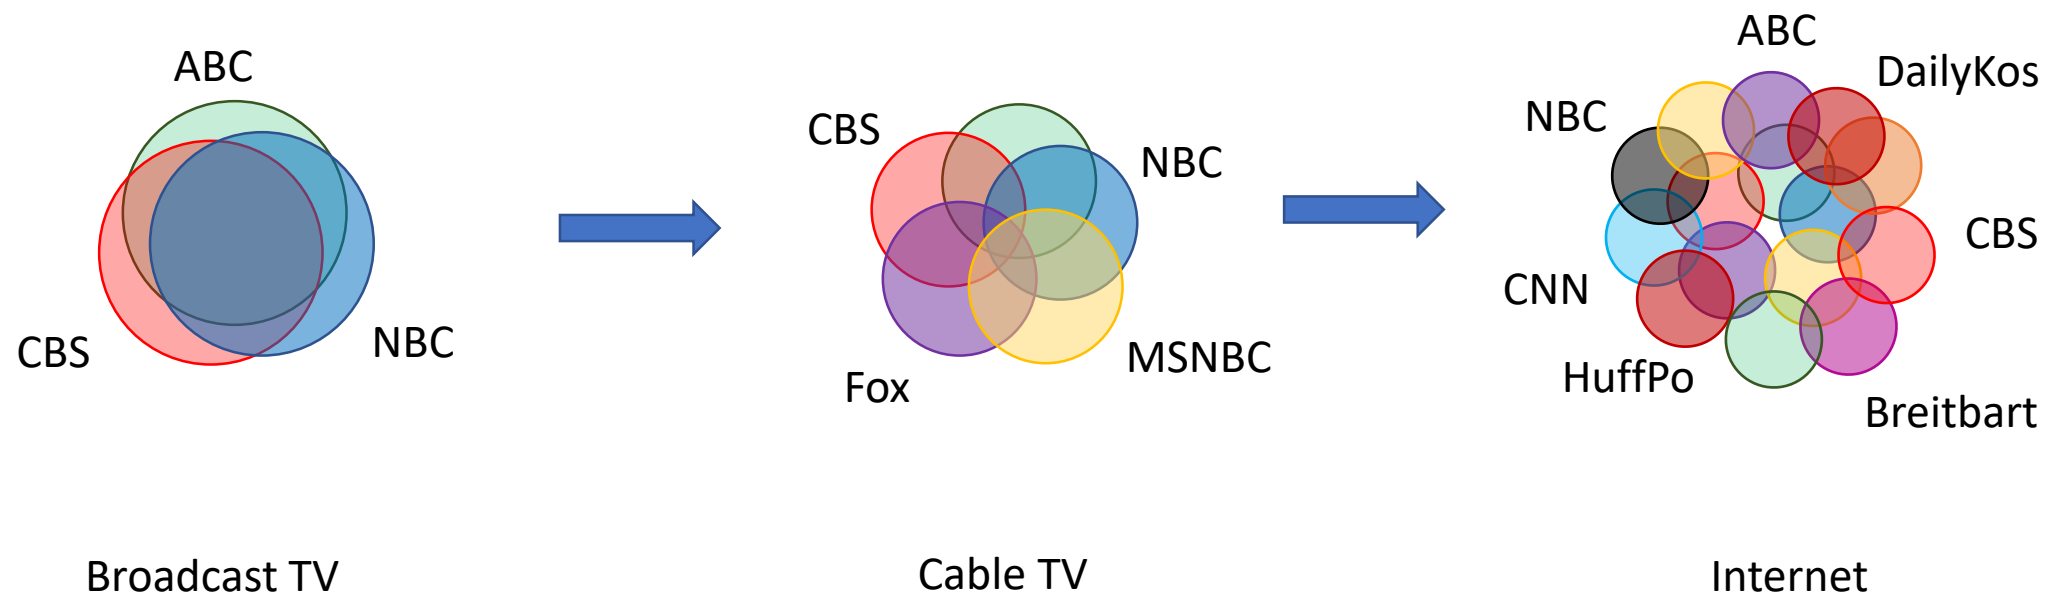 ABC
CBS
NBC
Broadcast TV
CBS
NBC
Fox
MSNBC
Cable TV
ABC
DailyKos
NBC
CBS
CNN
HuffPo
Breitbart
Internet